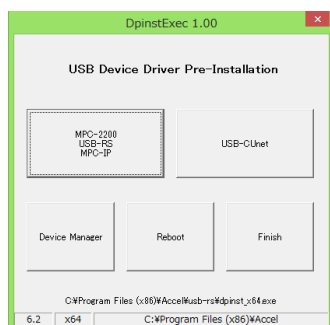 DpinstExec 1.00
USB Device Driver Pre-Installation
MPC-2200
USB-RS
MPC-IP
USB-CUnet
Device Manager
Reboot
Finish
C:¥Program Files (x86)¥Accel¥usb-rs¥dpinst_x64.exe
6.2 x64 C:¥Program Files (x86)¥Accel